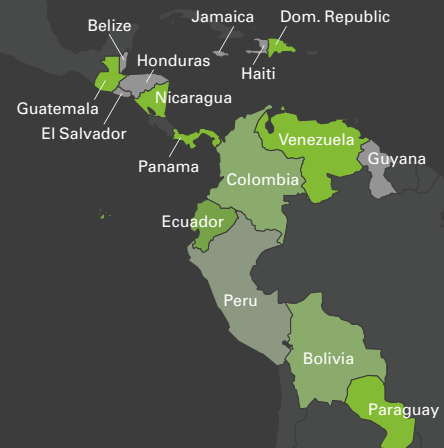 Jamaica
Dom. Republic
Belize
Honduras
Haiti
Guatemala
Nicaragua
El Salvador
Panama
Venezuela
Guyana
Colombia
Ecuador
Peru
Bolivia
Paraguay